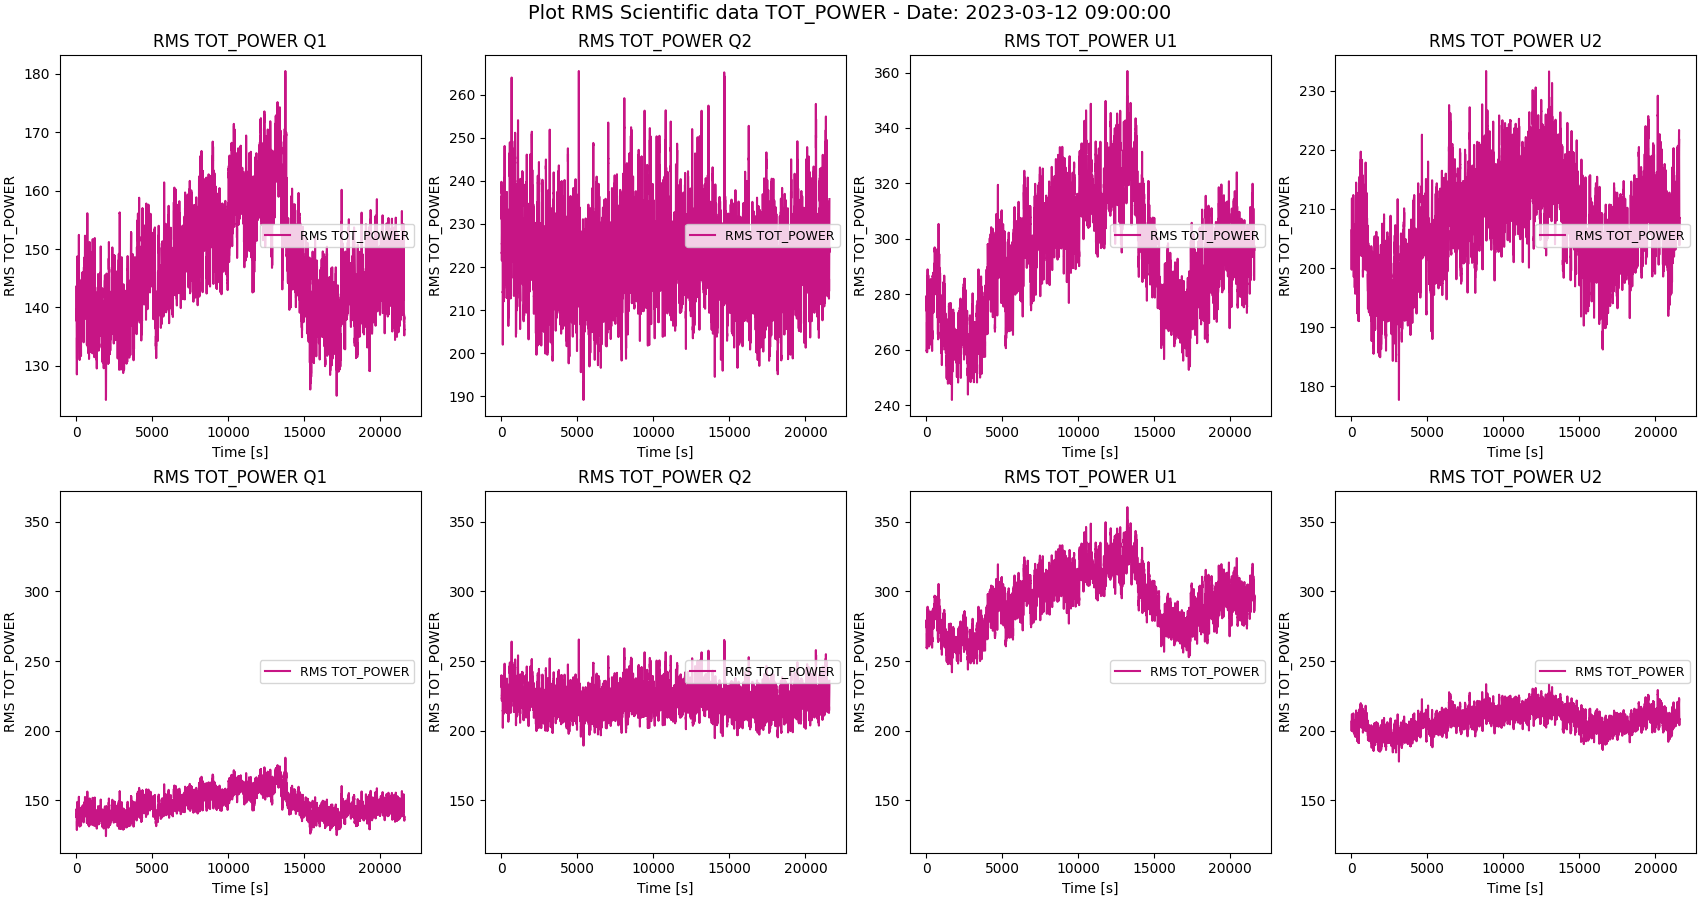 Plot RMS Scientific data TOT_POWER - Date: 2023-03-12 09:00:00
RMS TOT_POWER Q1
RMS TOT_POWER
180
170
160
150
140
130
0 5000 10000 15000 20000
Time [s]
RMS TOT_POWER
RMS TOT_POWER Q2
RMS TOT_POWER
260
250
240
230
220
210
200
190
0 5000 10000 15000 20000
Time [s]
RMS TOT_POWER
RMS TOT_POWER U1
RMS TOT_POWER
360
340
320
300
280
260
240
0 5000 10000 15000 20000
Time [s]
RMS TOT_POWER
RMS TOT_POWER U2
RMS TOT_POWER
230
220
210
200
190
180
0 5000 10000 15000 20000
Time [s]
RMS TOT_POWER
RMS TOT_POWER Q1
RMS TOT_POWER
350
300
250
200
150
0 5000 10000 15000 20000
Time [s]
RMS TOT_POWER
RMS TOT_POWER Q2
RMS TOT_POWER
350
300
250
200
150
0 5000 10000 15000 20000
Time [s]
RMS TOT_POWER
RMS TOT_POWER U1
RMS TOT_POWER
350
300
250
200
150
0 5000 10000 15000 20000
Time [s]
RMS TOT_POWER
RMS TOT_POWER U2
RMS TOT_POWER
350
300
250
200
150
0 5000 10000 15000 20000
Time [s]
RMS TOT_POWER